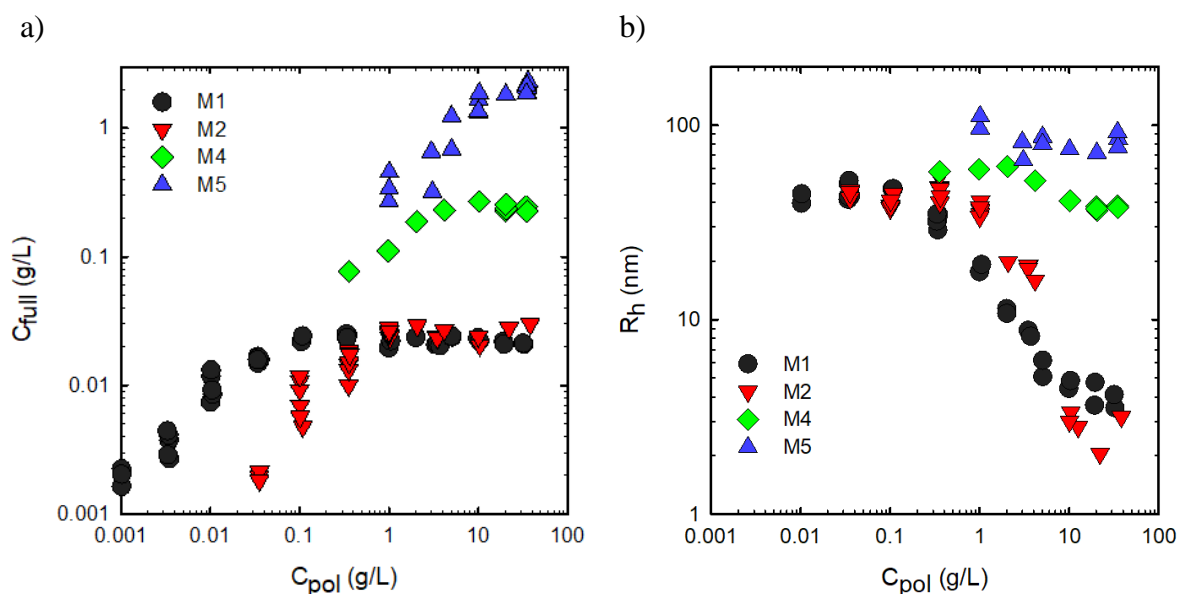 a)
C_full (g/L)
1
0.1
0.01
0.001
M1
M2
M4
M5
0.001 0.01 0.1 1 10 100
C_pol (g/L)
b)
R_h (nm)
100
10
1
M1
M2
M4
M5
0.001 0.01 0.1 1 10 100
C_pol (g/L)